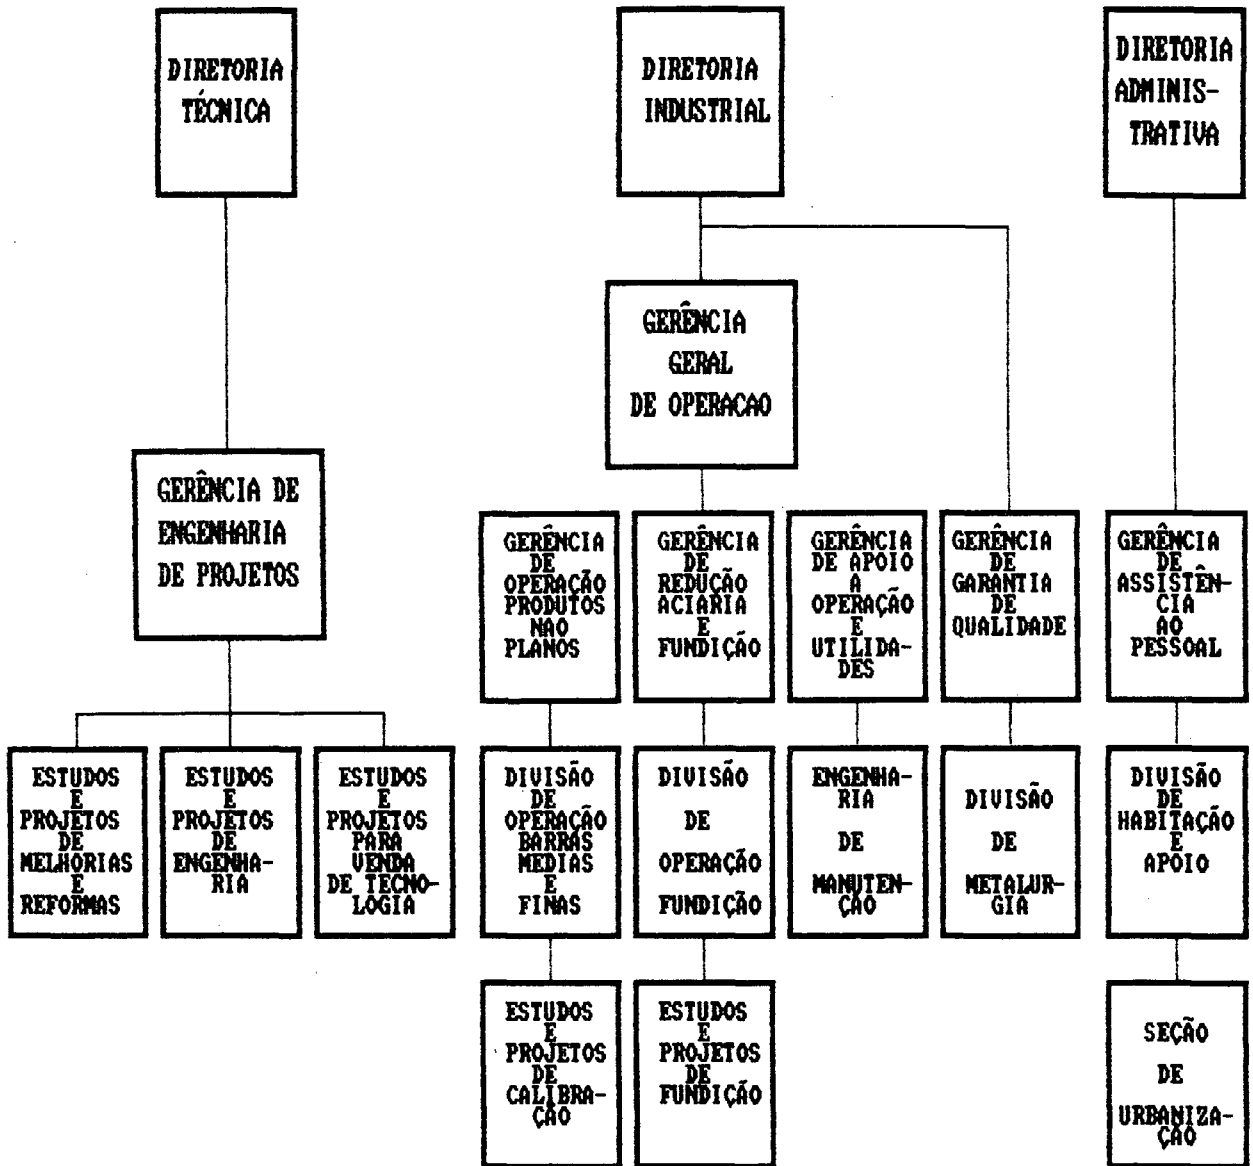 DIRETORIA
TÉCNICA
DIRETORIA
INDUSTRIAL
DIRETORIA
ADMINIS-
TRATIVA
GERÊNCIA
GERAL
DE OPERACAO
GERÊNCIA DE
ENGENHARIA
DE PROJETOS
GERÊNCIA
DE
OPERAÇÃO
PRODUTOS
NAO
PLANOS
GERÊNCIA
DE
REDUÇÃO
ACIARIA
E
FUNDIÇÃO
GERÊNCIA
DE APOIO
A
OPERAÇÃO
E
UTILIDA-
DES
GERÊNCIA
DE
GARANTIA
DE
QUALIDADE
GERÊNCIA
DE
ASSISTÊN-
CIA
AO
PESSOAL
ESTUDOS
E
PROJETOS
DE
MELHORIAS
E
REFORMAS
ESTUDOS
E
PROJETOS
DE
ENGENHA-
RIA
ESTUDOS
E
PROJETOS
PARA
VENDA
DE TECNO-
LOGIA
DIVISÃO
DE
OPERAÇÃO
BARRAS
MEDIAS
E
FINAS
DIVISÃO
DE
OPERAÇÃO
FUNDIÇÃO
ENGENHA-
RIA
DE
MANUTEN-
ÇÃO
DIVISÃO
DE
METALUR-
GIA
DIVISÃO
DE
HABITAÇÃO
E
APOIO
ESTUDOS
E
PROJETOS
DE
CALIBRA-
ÇÃO
ESTUDOS
E
PROJETOS
DE
FUNDIÇÃO
SEÇÃO
DE
URBANIZA-
ÇÃO